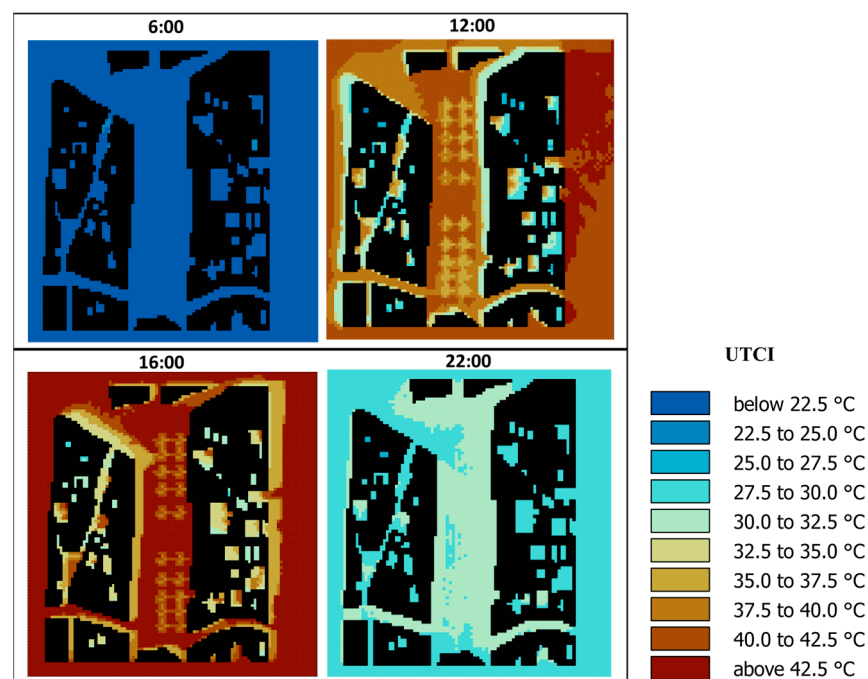 6:00
12:00
16:00
22:00
UTCI
below 22.5 °C
22.5 to 25.0 °C
25.0 to 27.5 °C
27.5 to 30.0 °C
30.0 to 32.5 °C
32.5 to 35.0 °C
35.0 to 37.5 °C
37.5 to 40.0 °C
40.0 to 42.5 °C
above 42.5 °C